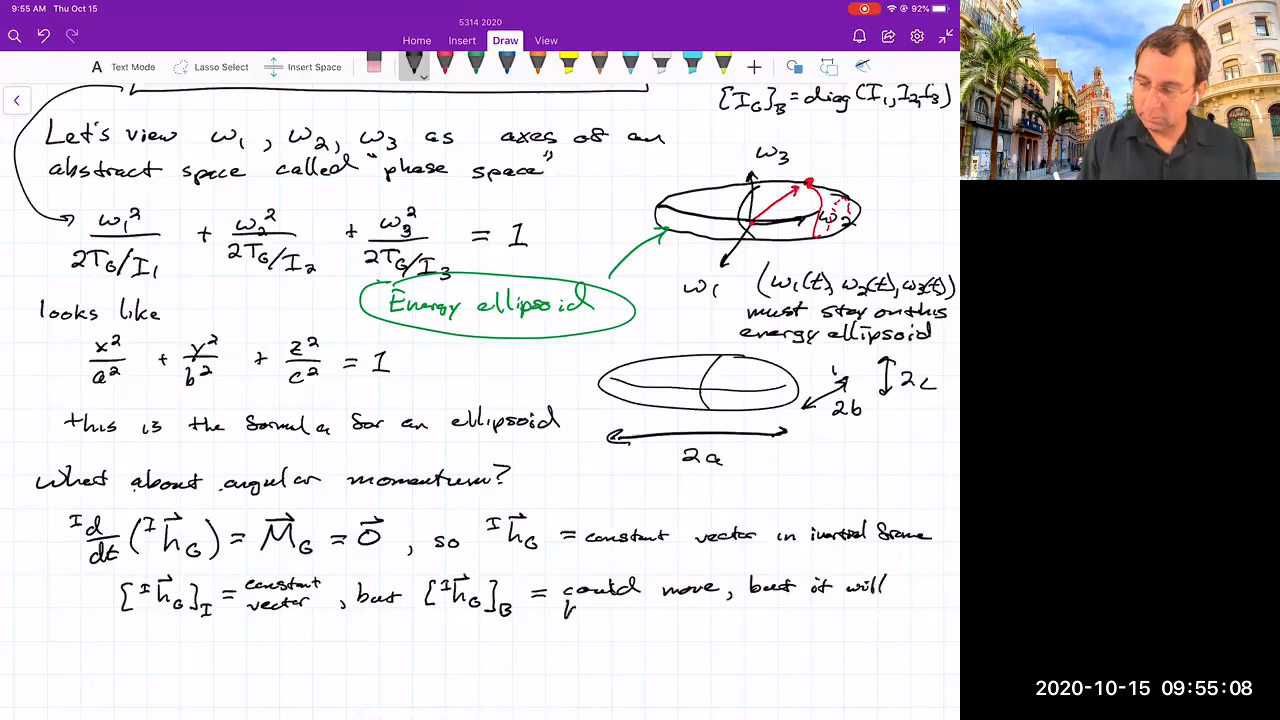 9:55 AM Thu Oct 15
92%
5314 2020
Home Insert Draw View
Text Mode Lasso Select Insert Space
[I_G]_B = diag(I_1, I_2, I_3)
Let's view ω_1, ω_2, ω_3 as axes of an
abstract space called "phase space"
ω_3
ω_2
ω_1
ω_1^2/(2T_G/I_1) + ω_2^2/(2T_G/I_2) + ω_3^2/(2T_G/I_3) = 1
Energy ellipsoid
(ω_1(t), ω_2(t), ω_3(t))
must stay on this
energy ellipsoid
looks like
x^2/a^2 + y^2/b^2 + z^2/c^2 = 1
2c
2b
2a
this is the formula for an ellipsoid
What about angular momentum?
^I d/dt (^I h⃗_G) = M⃗_G = 0⃗, so ^I h⃗_G = constant vector in inertial frame
[^I h⃗_G]_I = constant vector, but [^I h⃗_G]_B = could move, but it will
2020-10-15 09:55:08